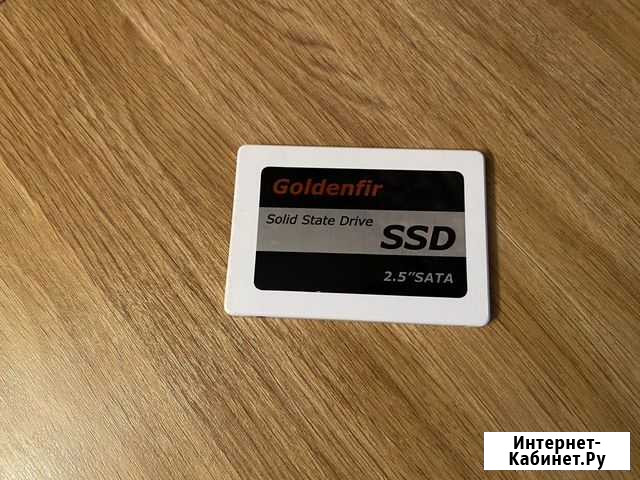 Goldenfir
Solid State Drive
SSD
2.5"SATA
Интернет-
Кабинет.Ру